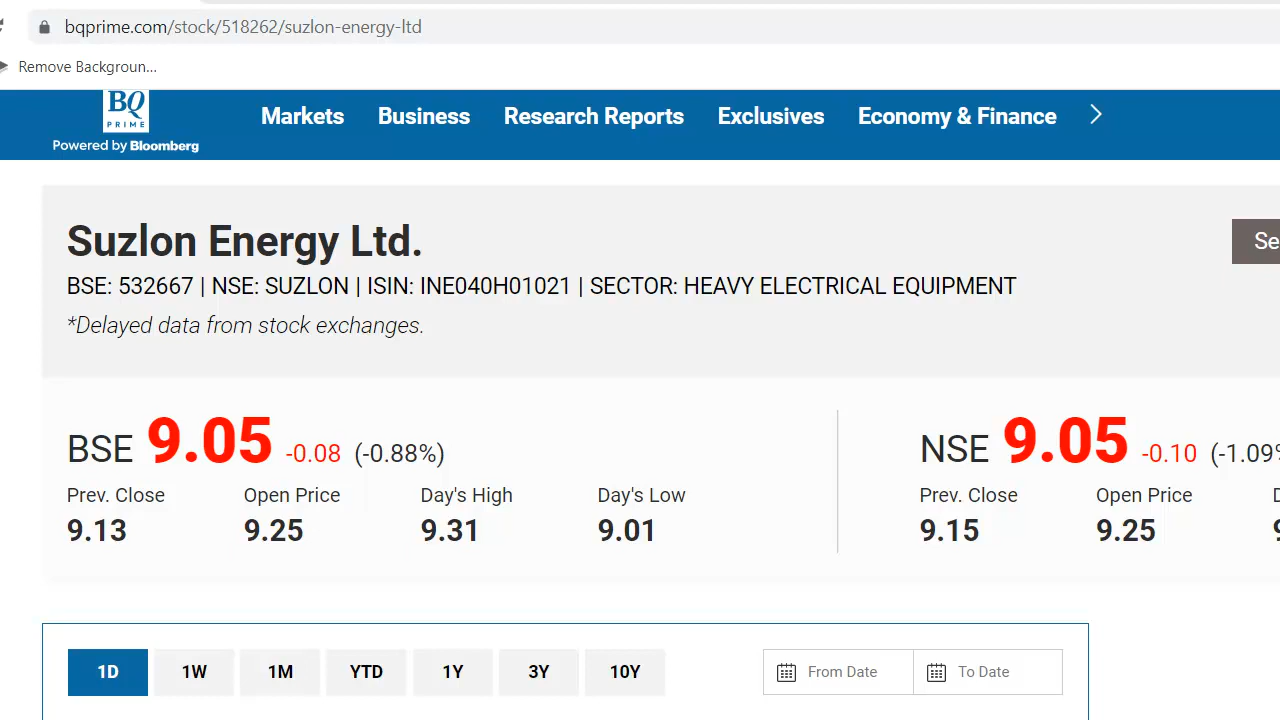 bqprime.com/stock/518262/suzlon-energy-ltd
Remove Backgroun...
BQ
PRIME
Powered by Bloomberg
Markets Business Research Reports Exclusives Economy & Finance
Suzlon Energy Ltd.
BSE: 532667 | NSE: SUZLON | ISIN: INE040H01021 | SECTOR: HEAVY ELECTRICAL EQUIPMENT
*Delayed data from stock exchanges.
Se
BSE 9.05 -0.08 (-0.88%)
Prev. Close Open Price Day's High Day's Low
9.13 9.25 9.31 9.01
NSE 9.05 -0.10 (-1.09%
Prev. Close Open Price
9.15 9.25
1D 1W 1M YTD 1Y 3Y 10Y From Date To Date